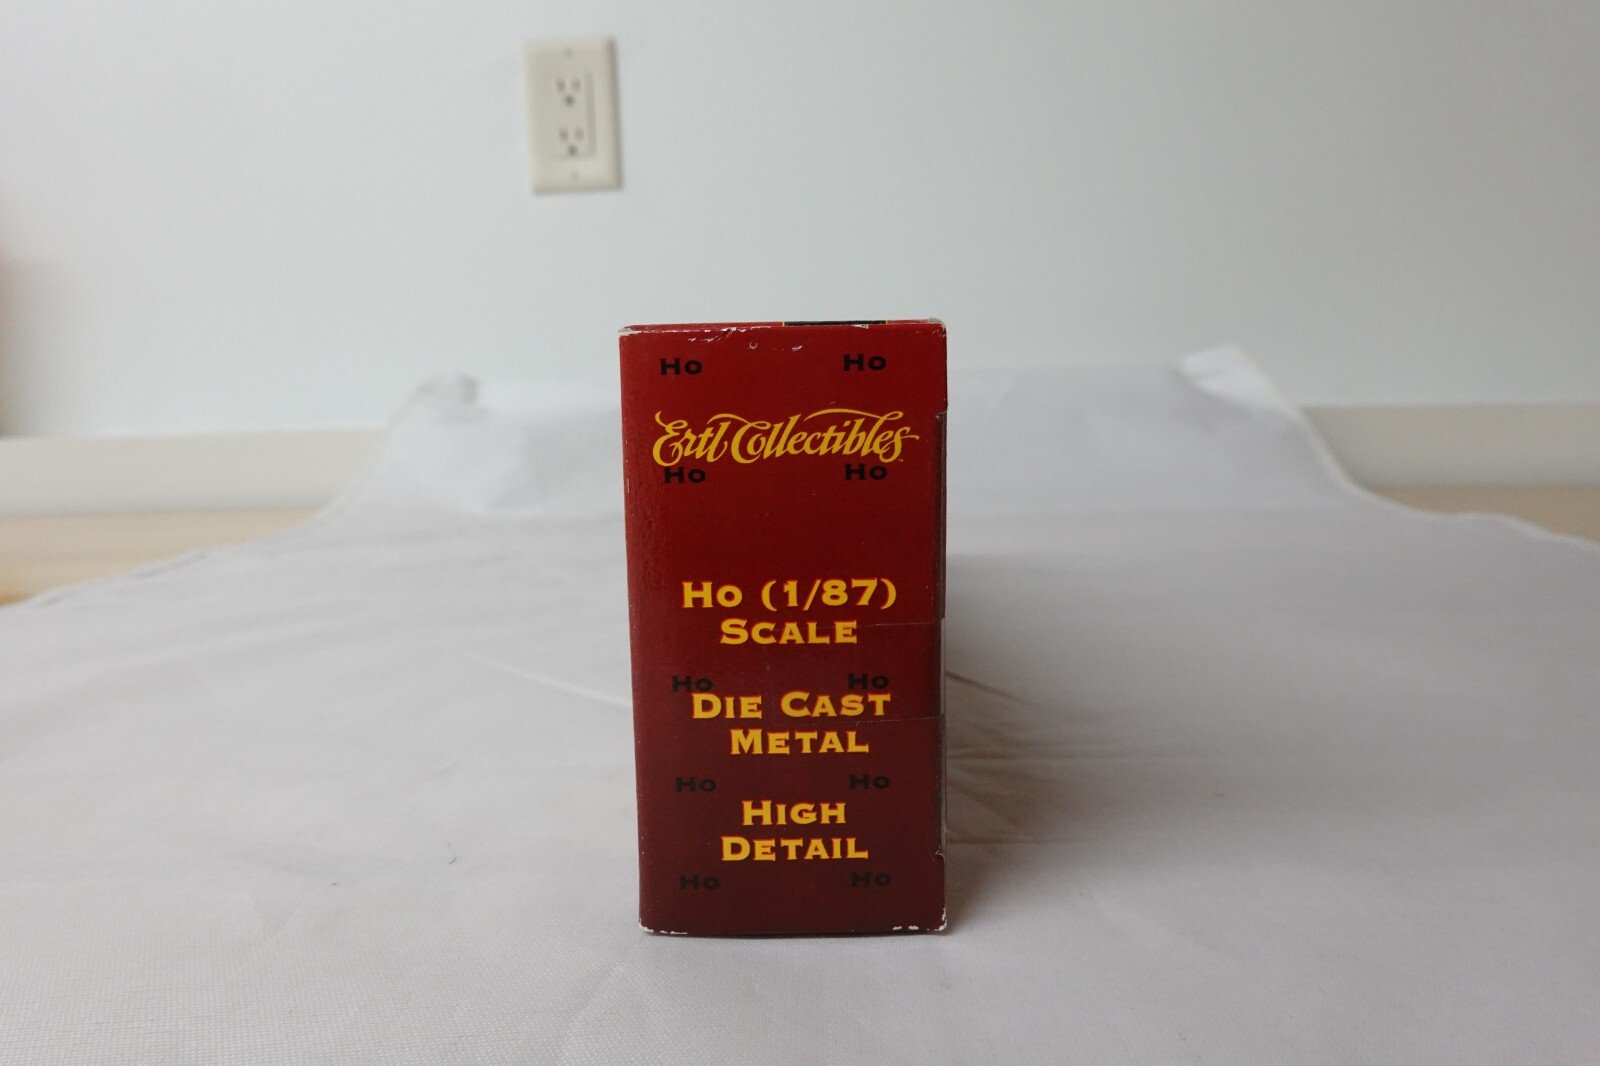 Ho Ho
Ertl Collectibles
Ho Ho
Ho (1/87)
SCALE
Ho Ho
DIE CAST
METAL
Ho Ho
HIGH
DETAIL
Ho Ho